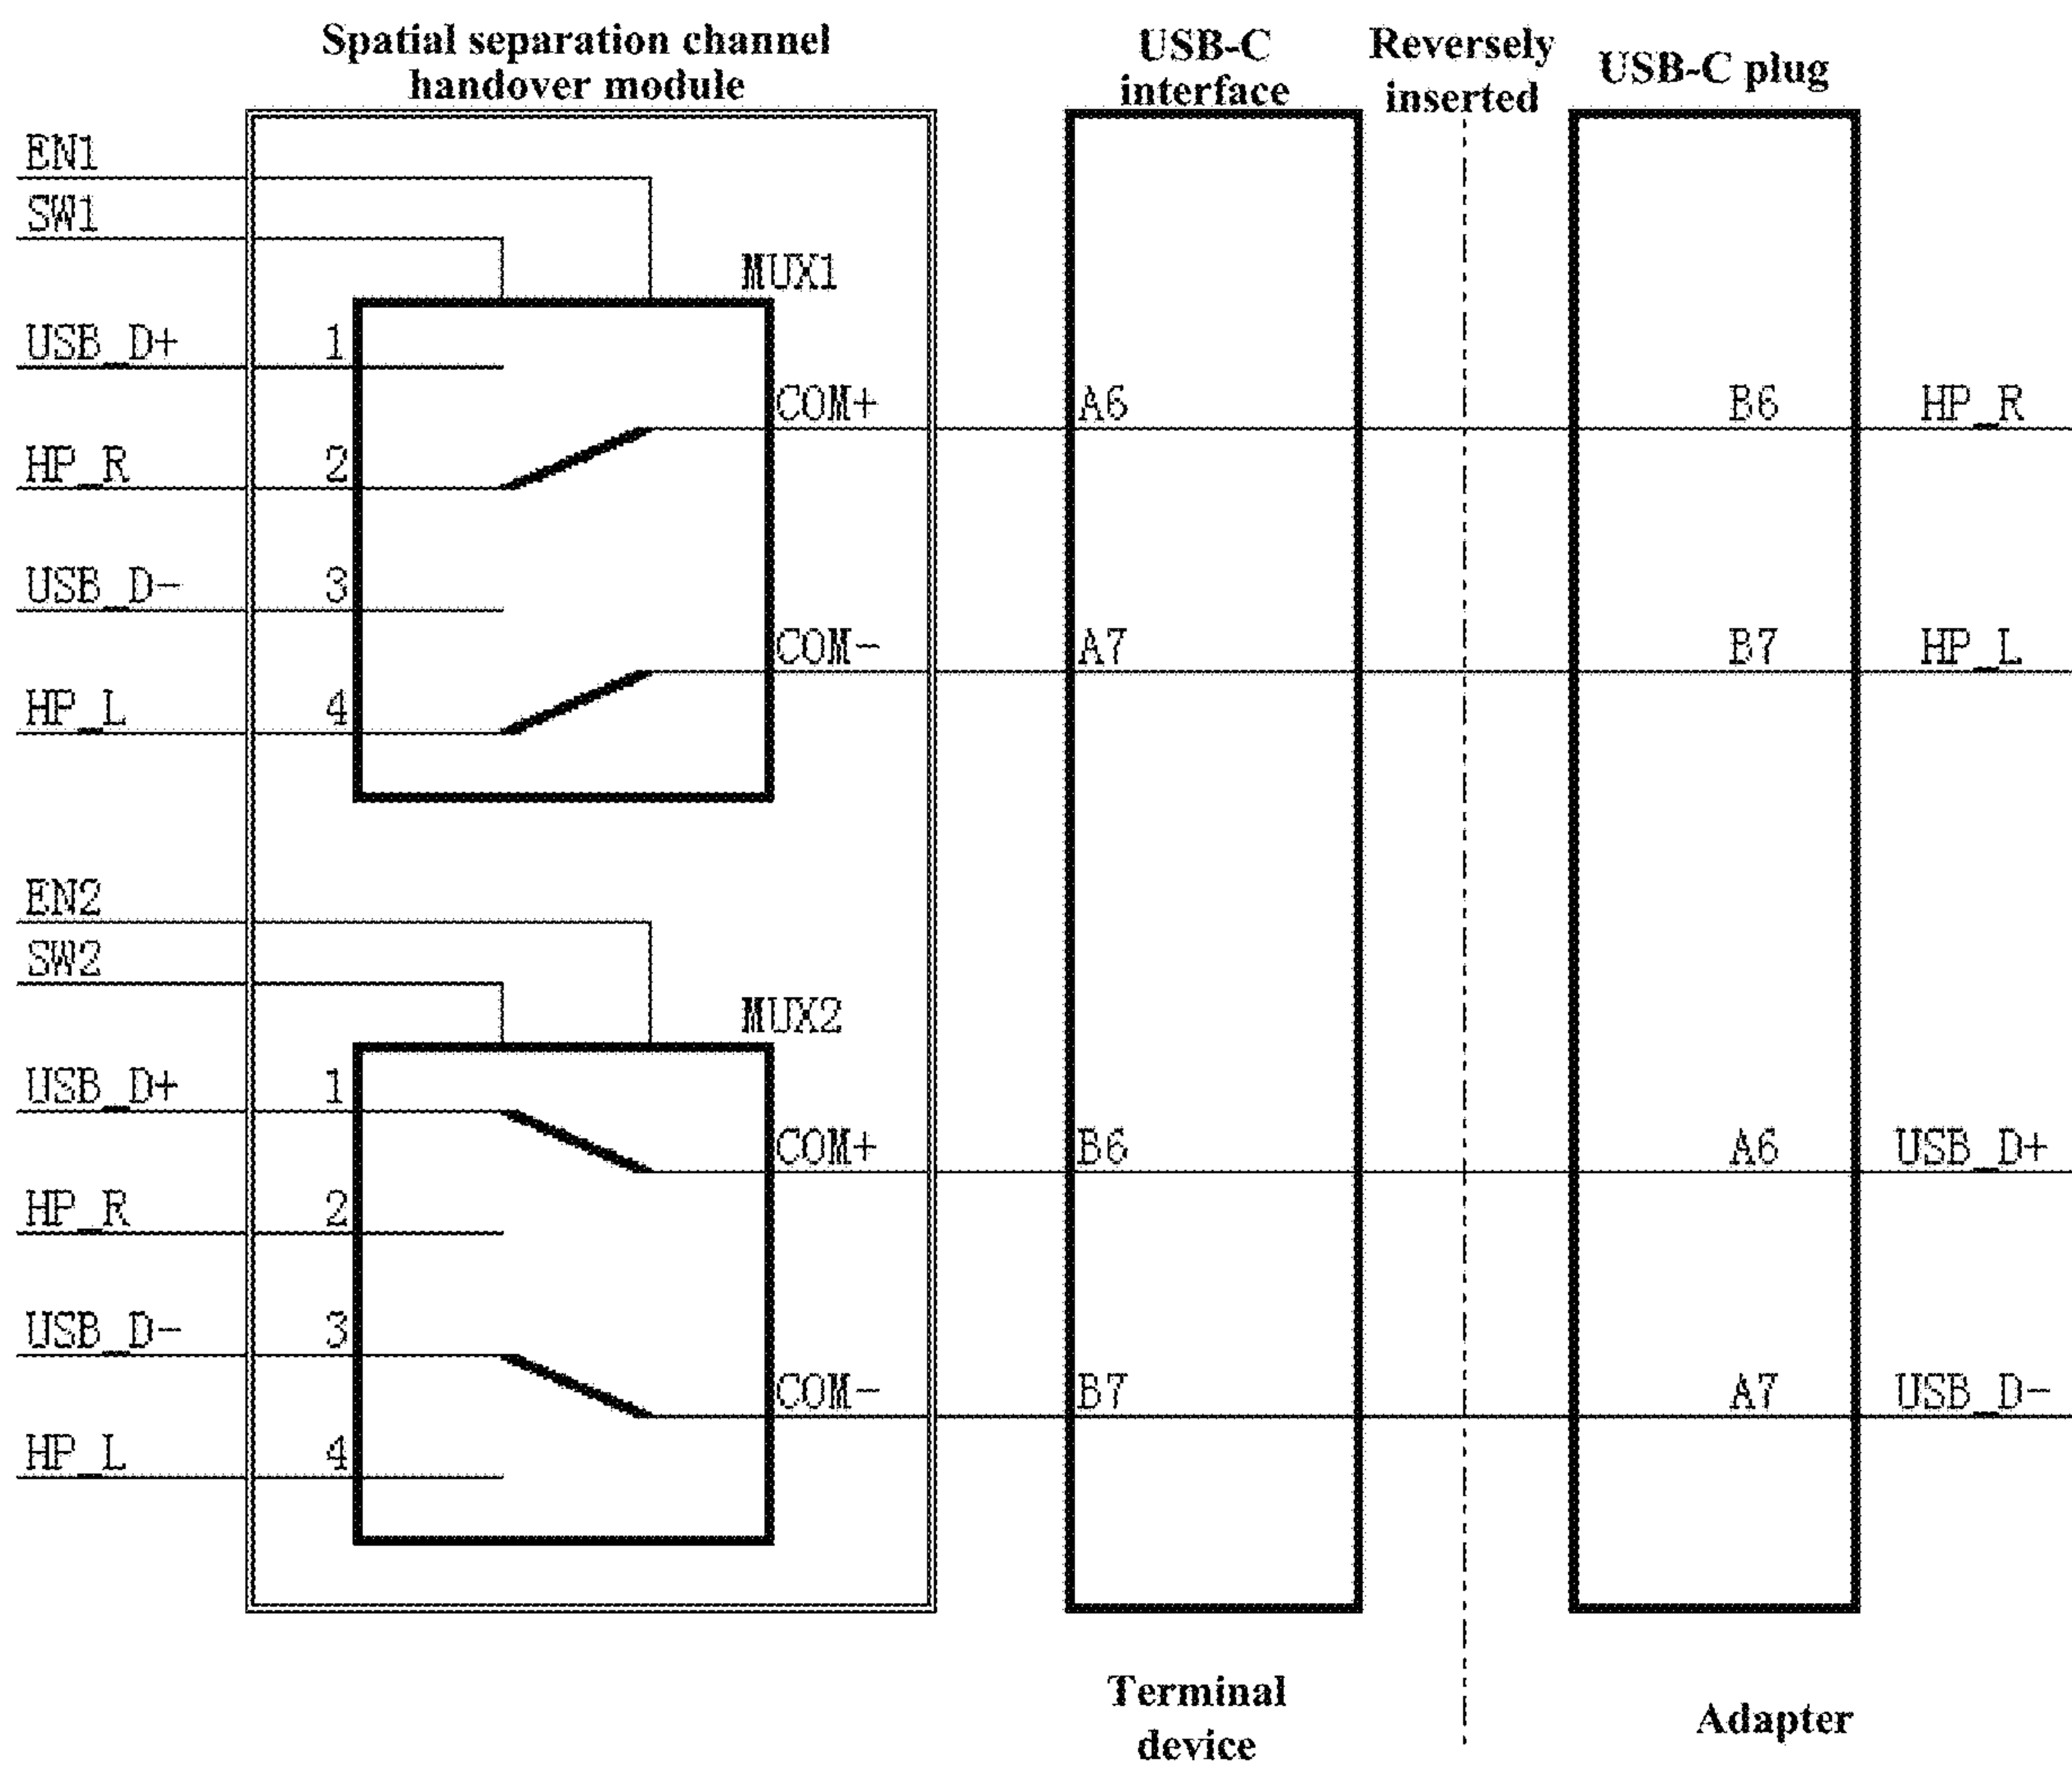 Spatial separation channel
handover module
USB-C
interface
Reversely
inserted
USB-C plug
EN1
SW1
MUX1
USB_D+ 1
COM+ A6 B6 HP_R
HP_R 2
USB_D- 3
COM- A7 B7 HP_L
HP_L 4
EN2
SW2
MUX2
USB_D+ 1
COM+ B6 A6 USB_D+
HP_R 2
USB_D- 3
COM- B7 A7 USB_D-
HP_L 4
Terminal
device
Adapter